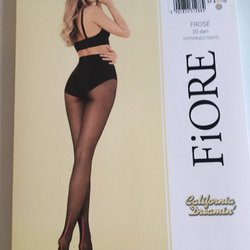 FROSÉ
20 den
PATTERNED TIGHTS
FiORE
California
Dreamin'